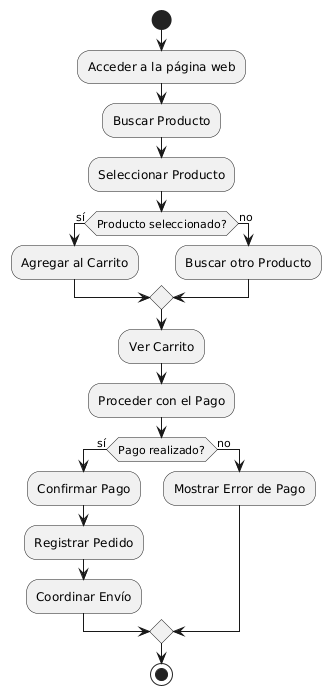 Acceder a la página web
Buscar Producto
Seleccionar Producto
sí
Producto seleccionado?
no
Agregar al Carrito
Buscar otro Producto
Ver Carrito
Proceder con el Pago
sí
Pago realizado?
no
Confirmar Pago
Mostrar Error de Pago
Registrar Pedido
Coordinar Envío